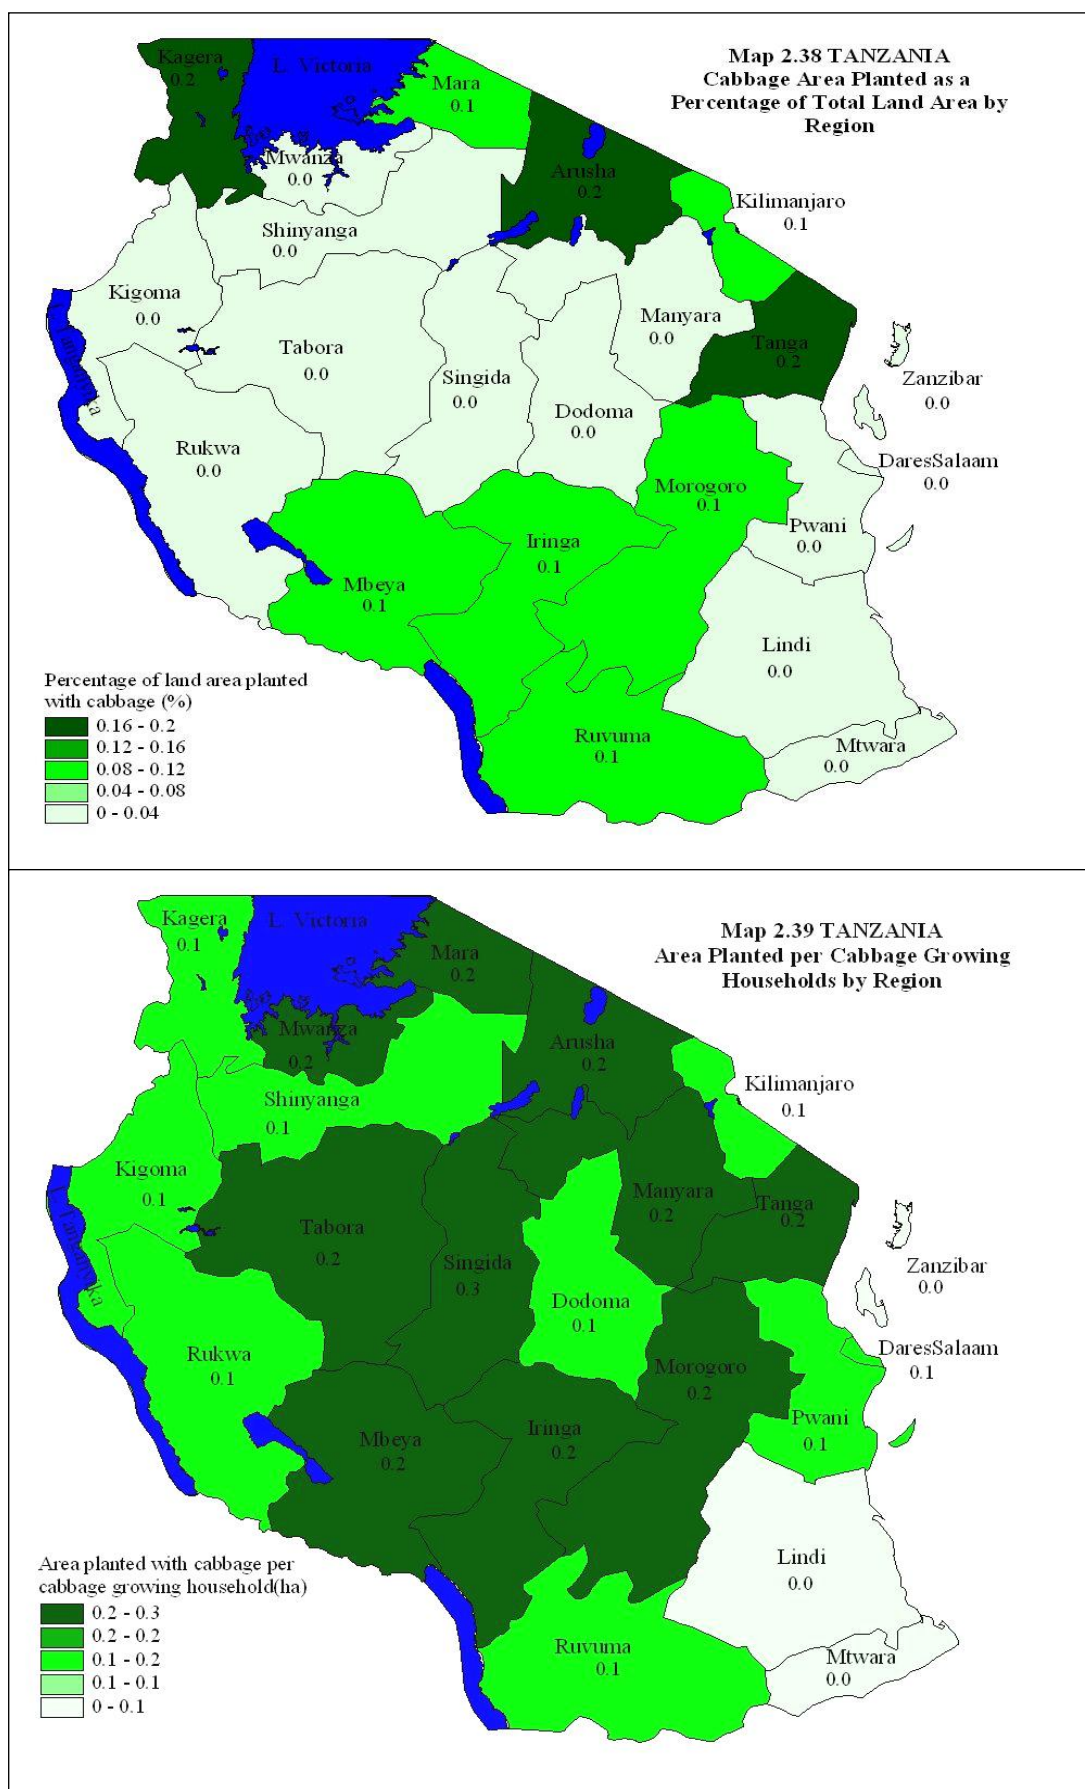 Map 2.38 TANZANIA
Cabbage Area Planted as a
Percentage of Total Land Area by
Region
Kagera
0.2
L. Victoria
Mara
0.1
Mwanza
0.0
Arusha
0.2
Kilimanjaro
0.1
Shinyanga
0.0
Kigoma
0.0
L. Tanganyika
Tabora
0.0
Singida
0.0
Manyara
0.0
Tanga
0.2
Zanzibar
0.0
Dodoma
0.0
Rukwa
0.0
DaresSalaam
0.0
Morogoro
0.1
Pwani
0.0
Iringa
0.1
Mbeya
0.1
Lindi
0.0
Ruvuma
0.1
Mtwara
0.0
Percentage of land area planted
with cabbage (%)
0.16 - 0.2
0.12 - 0.16
0.08 - 0.12
0.04 - 0.08
0 - 0.04
Map 2.39 TANZANIA
Area Planted per Cabbage Growing
Households by Region
Kagera
0.1
L. Victoria
Mara
0.2
Mwanza
0.2
Arusha
0.2
Kilimanjaro
0.1
Shinyanga
0.1
Kigoma
0.1
L. Tanganyika
Tabora
0.2
Singida
0.3
Manyara
0.2
Tanga
0.2
Zanzibar
0.0
Dodoma
0.1
Rukwa
0.1
DaresSalaam
0.1
Morogoro
0.2
Pwani
0.1
Iringa
0.2
Mbeya
0.2
Lindi
0.0
Ruvuma
0.1
Mtwara
0.0
Area planted with cabbage per
cabbage growing household(ha)
0.2 - 0.3
0.2 - 0.2
0.1 - 0.2
0.1 - 0.1
0 - 0.1